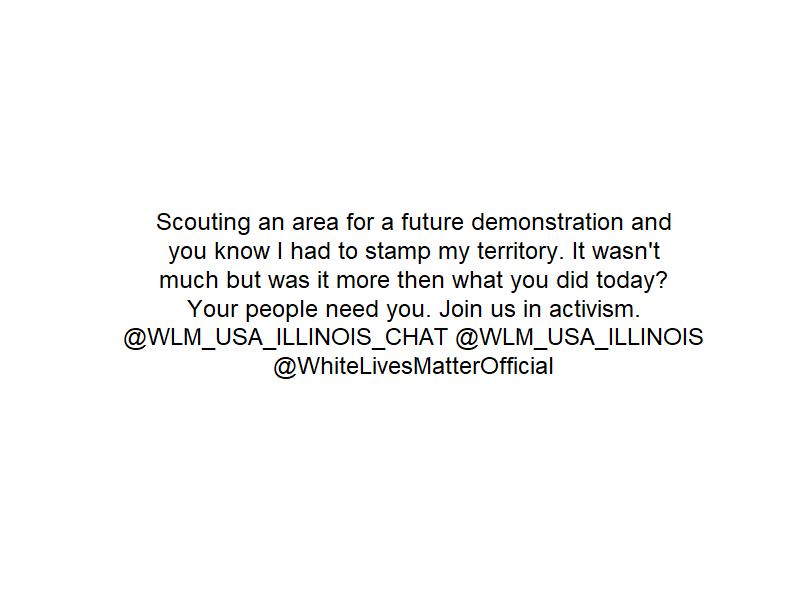 Scouting an area for a future demonstration and
you know I had to stamp my territory. It wasn't
much but was it more then what you did today?
Your people need you. Join us in activism.
@WLM_USA_ILLINOIS_CHAT @WLM_USA_ILLINOIS
@WhiteLivesMatterOfficial